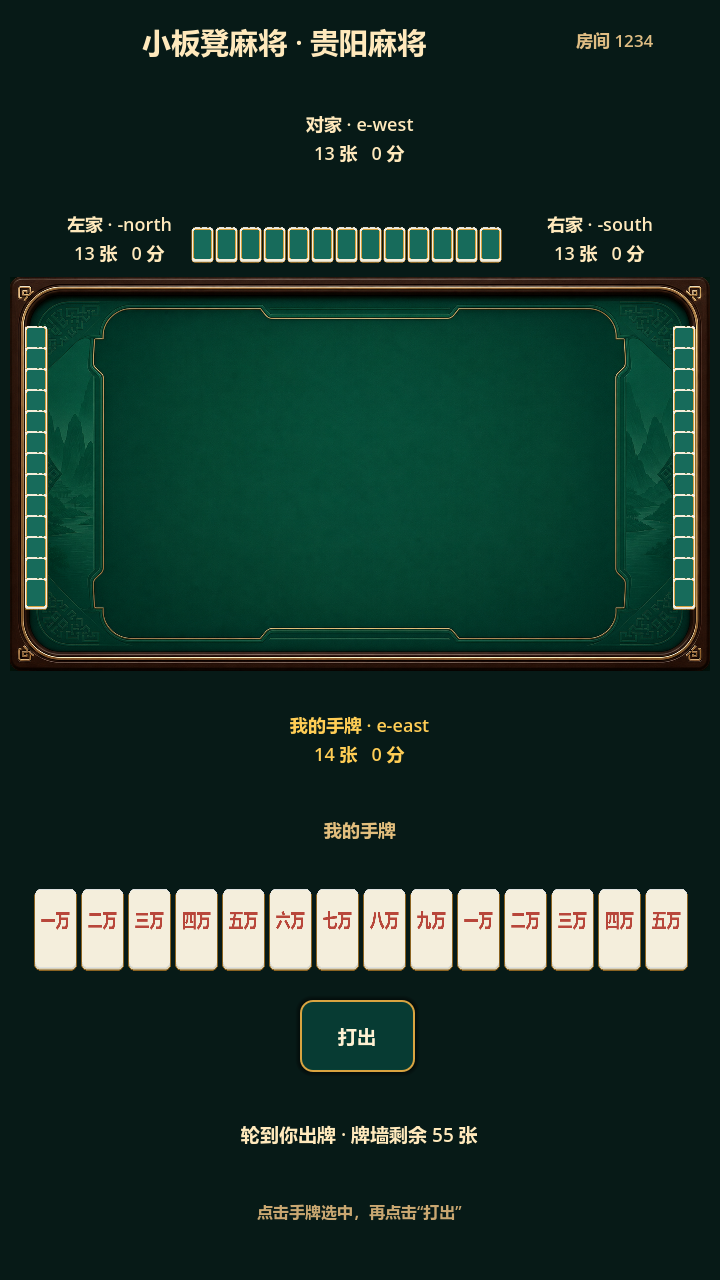 小板凳麻将 · 贵阳麻将
房间 1234
对家 · e-west
13 张 0 分
左家 · -north
13 张 0 分
右家 · -south
13 张 0 分
我的手牌 · e-east
14 张 0 分
我的手牌
一万 二万 三万 四万 五万 六万 七万 八万 九万 一万 二万 三万 四万 五万
打出
轮到你出牌 · 牌墙剩余 55 张
点击手牌选中，再点击“打出”